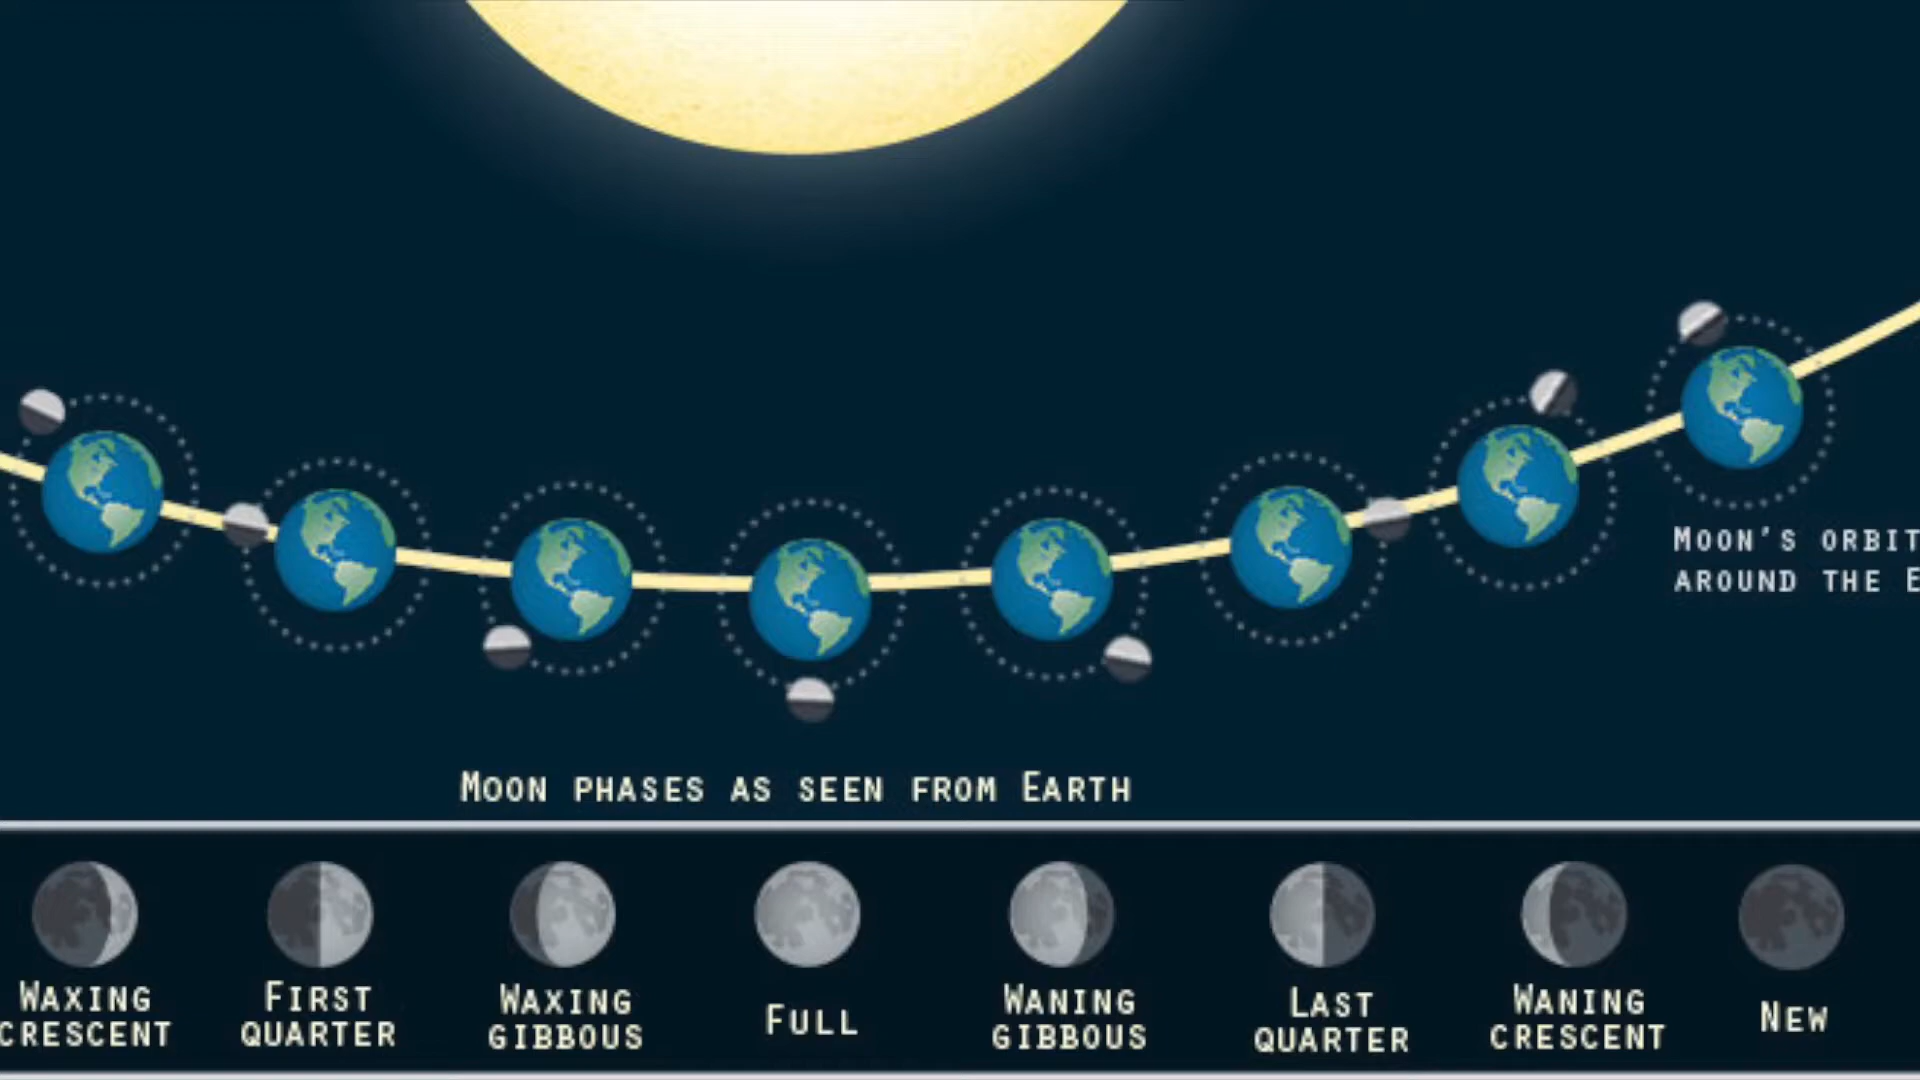 Moon's orbit
around the E
Moon phases as seen from Earth
Waxing
crescent
First
quarter
Waxing
gibbous
Full
Waning
gibbous
Last
quarter
Waning
crescent
New